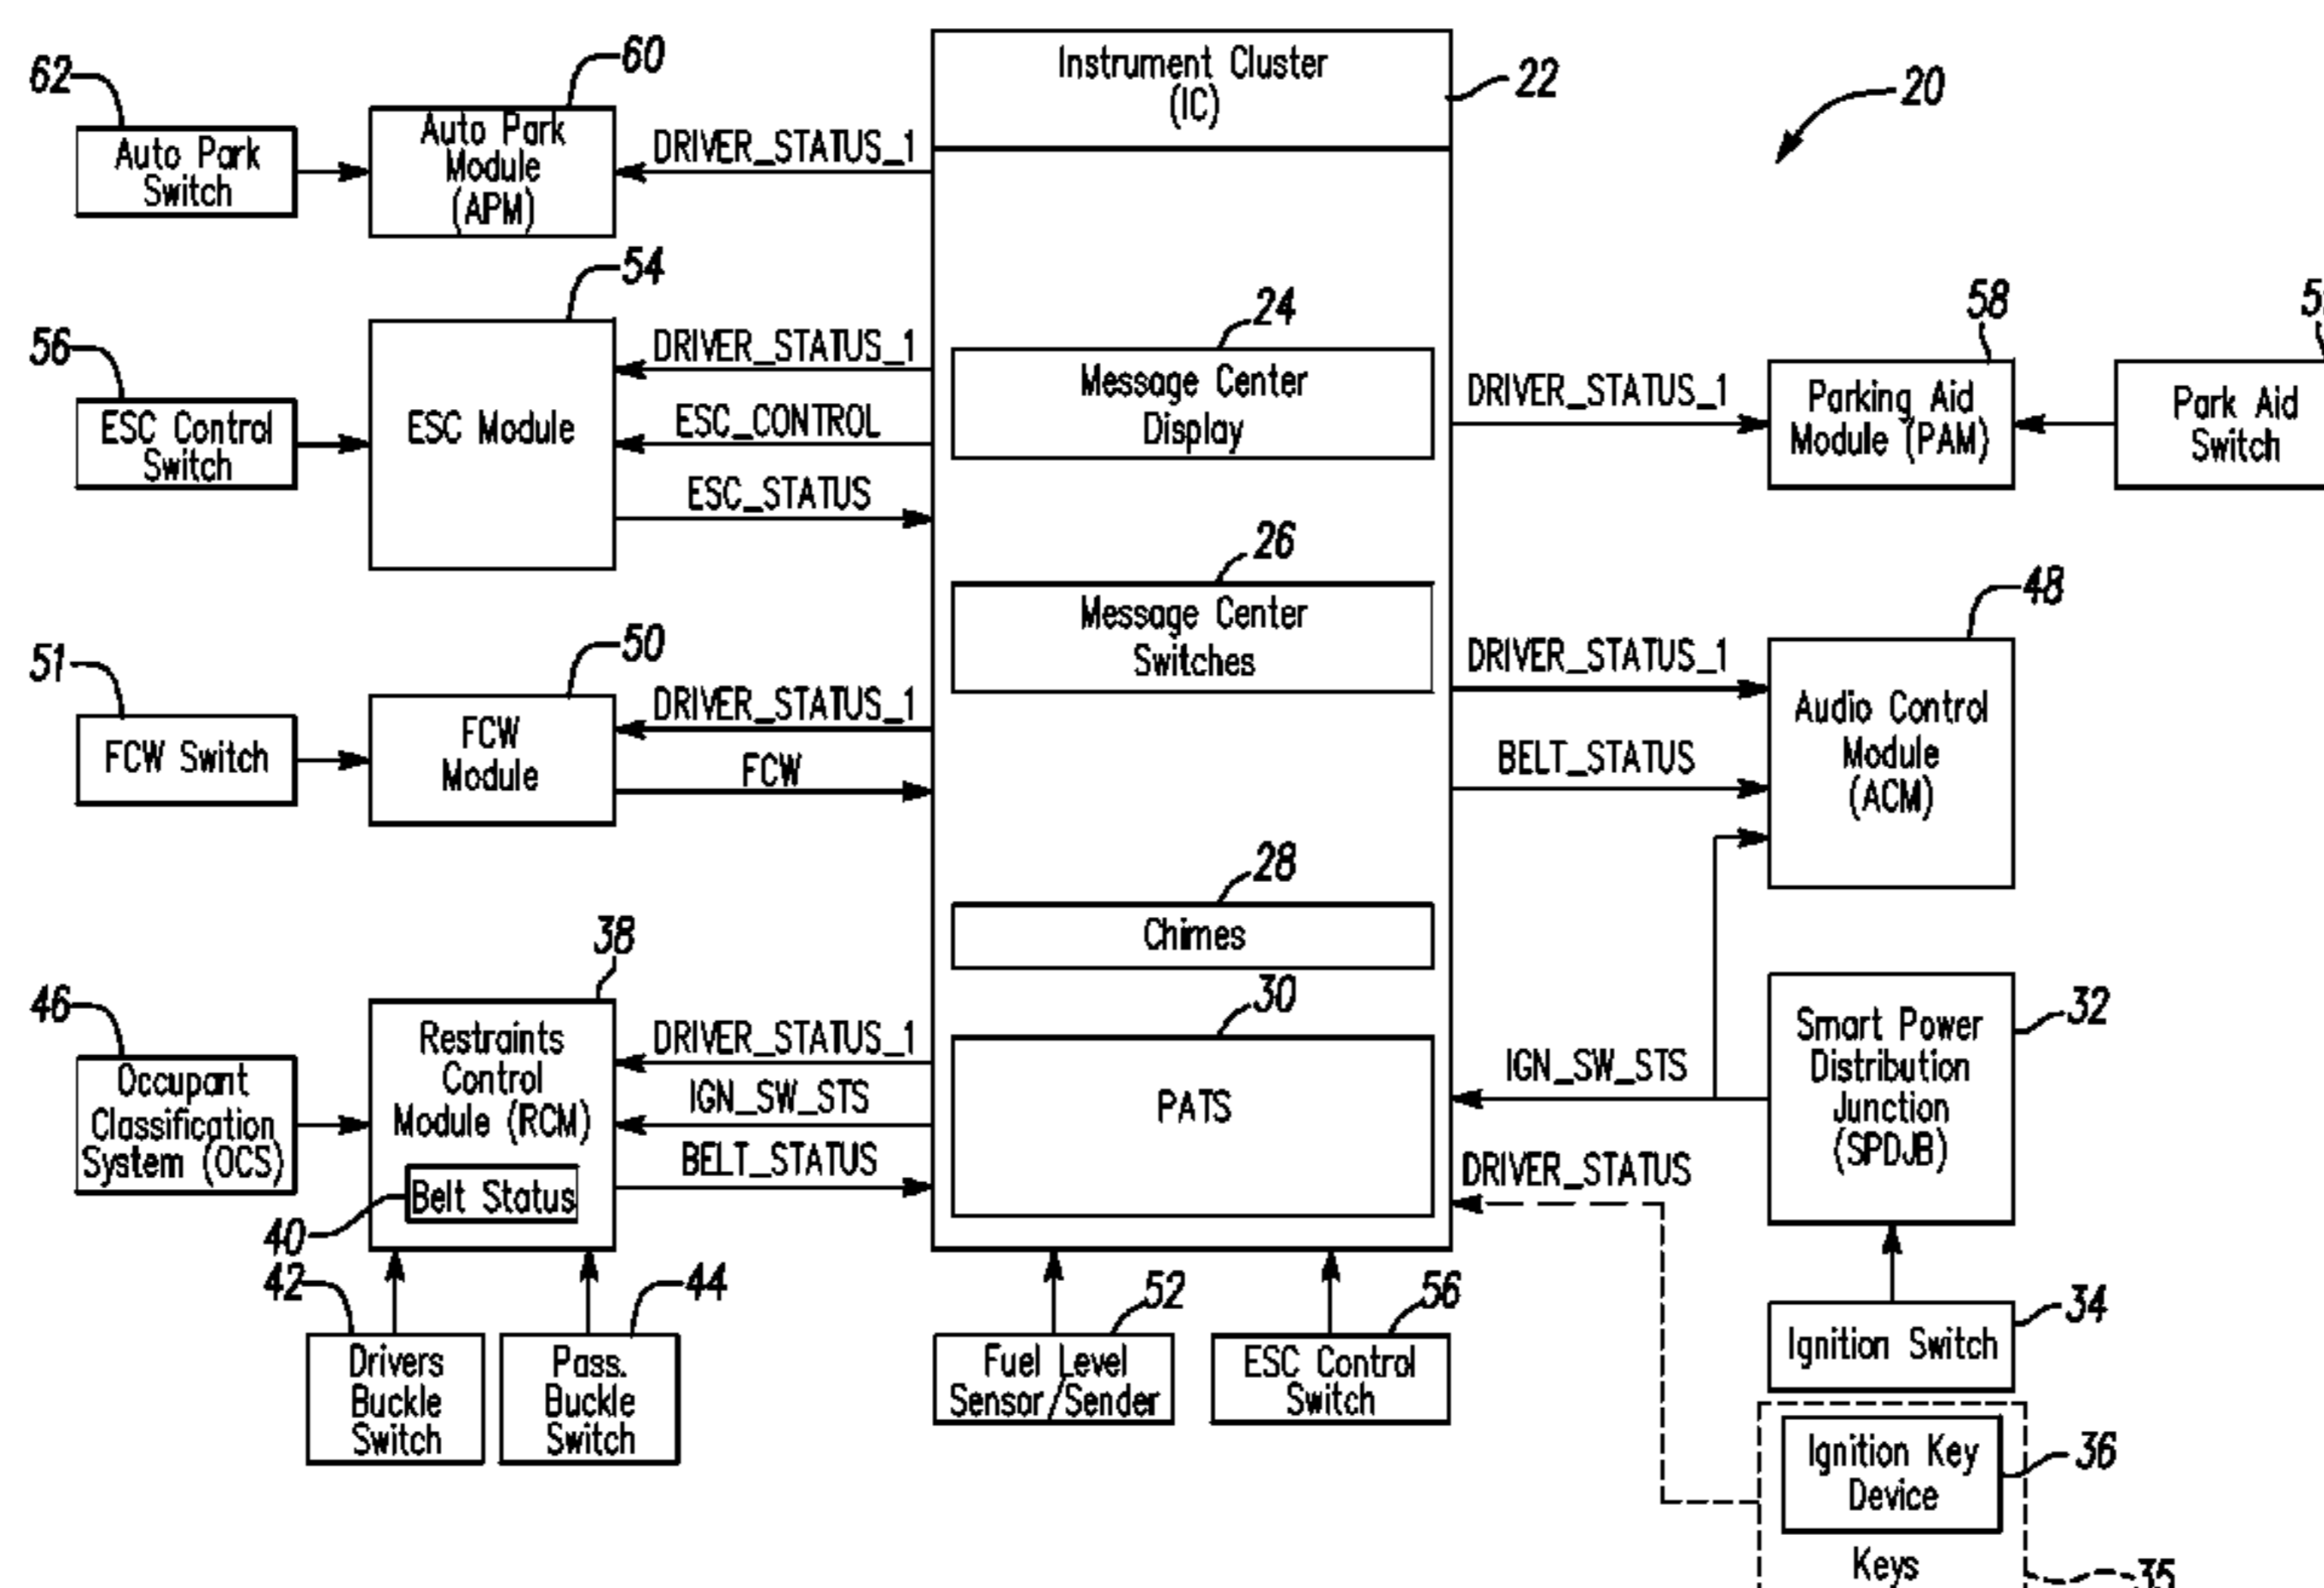 62
60
Auto Park
Switch
Auto Park
Module
(APM)
DRIVER_STATUS_1
Instrument Cluster
(IC)
22
20
56
54
ESC Control
Switch
ESC Module
DRIVER_STATUS_1
ESC_CONTROL
ESC_STATUS
24
Message Center
Display
DRIVER_STATUS_1
58
Parking Aid
Module (PAM)
Park Aid
Switch
26
Message Center
Switches
51
50
FCW Switch
FCW
Module
DRIVER_STATUS_1
FCW
DRIVER_STATUS_1
BELT_STATUS
48
Audio Control
Module
(ACM)
28
Chimes
46
38
Occupant
Classification
System (OCS)
Restraints
Control
Module (RCM)
Belt Status
40
DRIVER_STATUS_1
IGN_SW_STS
BELT_STATUS
30
PATS
IGN_SW_STS
DRIVER_STATUS
32
Smart Power
Distribution
Junction
(SPDJB)
42
44
Drivers
Buckle
Switch
Pass.
Buckle
Switch
52
Fuel Level
Sensor/Sender
56
ESC Control
Switch
34
Ignition Switch
36
Ignition Key
Device
Keys
35